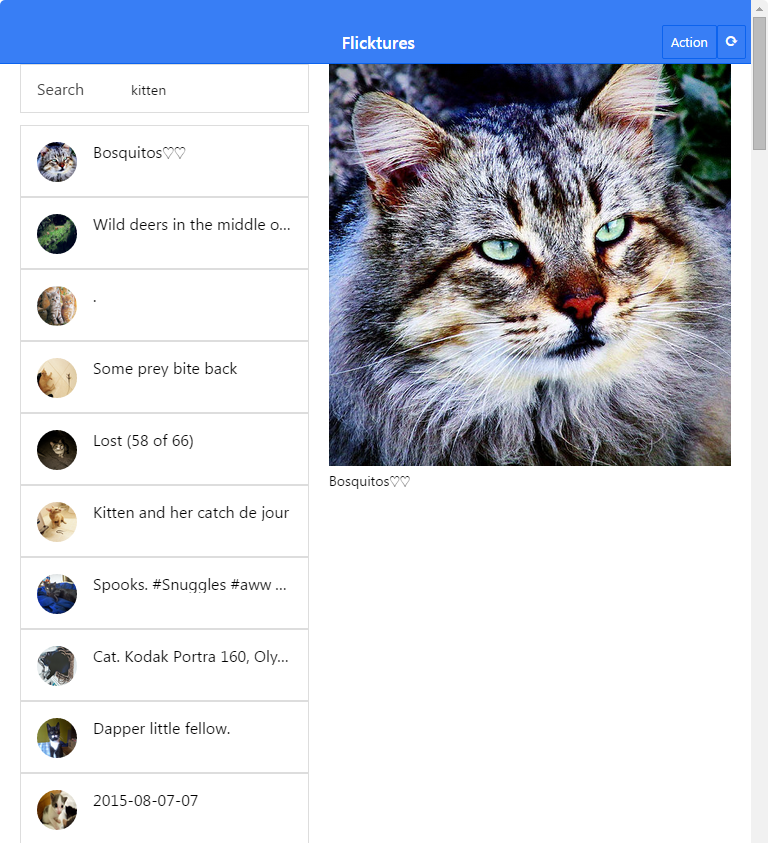 Flicktures
Action ⟳
Search kitten
Bosquitos♡♡
Wild deers in the middle o...
.
Some prey bite back
Lost (58 of 66)
Kitten and her catch de jour
Spooks. #Snuggles #aww ...
Cat. Kodak Portra 160, Oly...
Dapper little fellow.
2015-08-07-07
Bosquitos♡♡